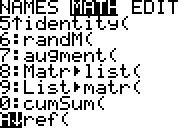 NAMES MATH EDIT
5↑identity(
6:randM(
7:augment(
8:Matr▶list(
9:List▶matr(
0:cumSum(
A↓ref(